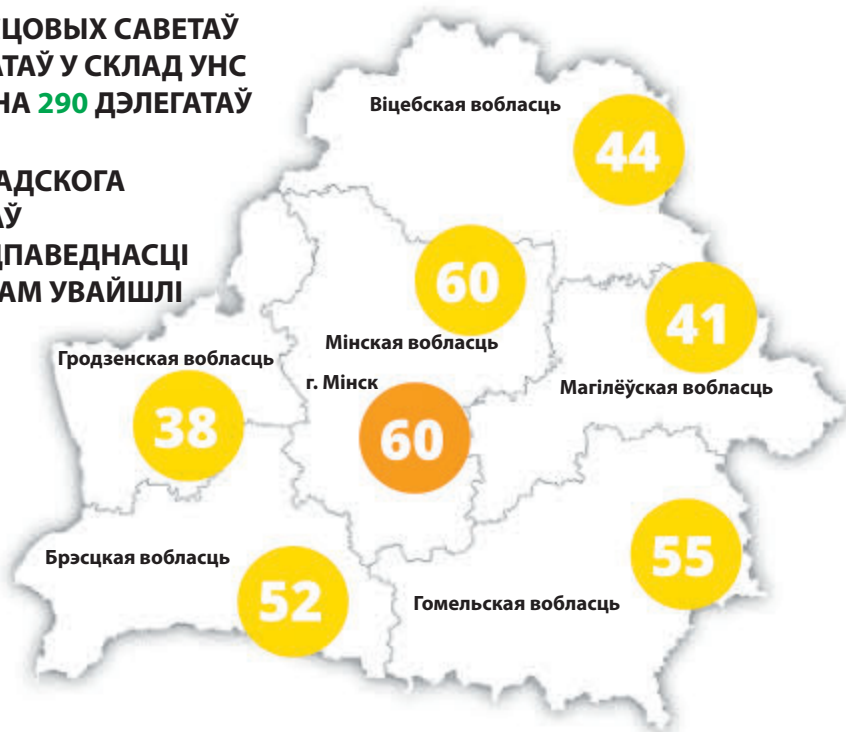 ЦОВЫХ САВЕТАЎ
АТАЎ У СКЛАД УНС
НА 290 ДЭЛЕГАТАЎ
АДСКОГА
АЎ
ДПАВЕДНАСЦІ
АМ УВАЙШЛІ
Віцебская вобласць
44
60
Мінская вобласць
41
Магілёўская вобласць
Гродзенская вобласць
38
г. Мінск
60
Брэсцкая вобласць
52
Гомельская вобласць
55